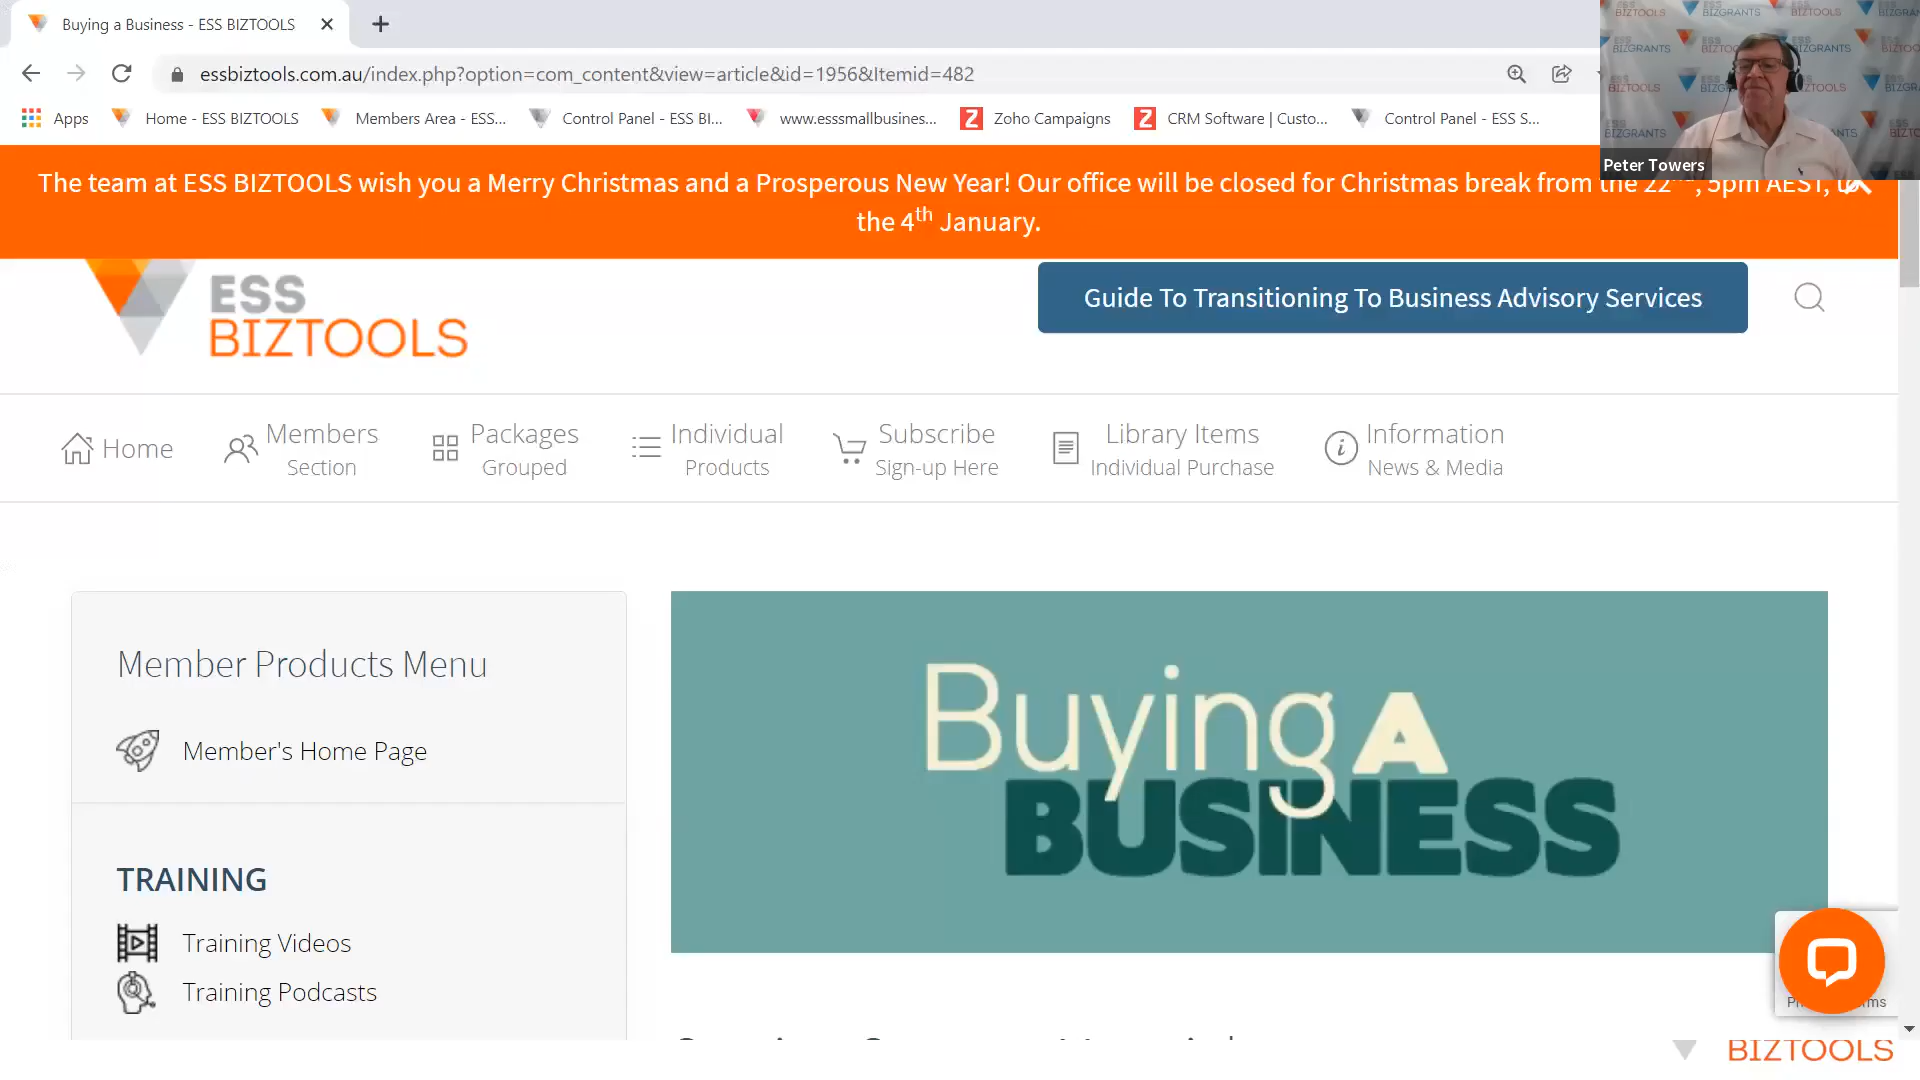 Buying a Business - ESS BIZTOOLS
essbiztools.com.au/index.php?option=com_content&view=article&id=1956&Itemid=482
Apps
Home - ESS BIZTOOLS
Members Area - ESS...
Control Panel - ESS BI...
www.esssmallbusines...
Zoho Campaigns
CRM Software | Custo...
Control Panel - ESS S...
Peter Towers
The team at ESS BIZTOOLS wish you a Merry Christmas and a Prosperous New Year! Our office will be closed for Christmas break from the 22nd, 5pm AEST, to
the 4th January.
ESS
BIZTOOLS
Guide To Transitioning To Business Advisory Services
Home
Members
Section
Packages
Grouped
Individual
Products
Subscribe
Sign-up Here
Library Items
Individual Purchase
Information
News & Media
Member Products Menu
Member's Home Page
TRAINING
Training Videos
Training Podcasts
Buying A
BUSINESS
BIZTOOLS